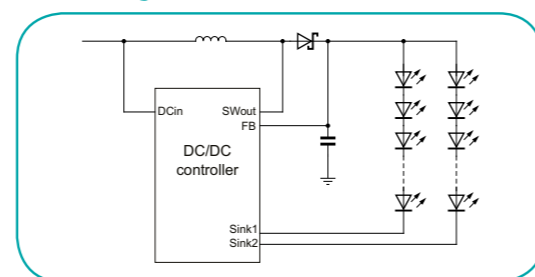 DCin
SWout
FB
DC/DC
controller
Sink1
Sink2